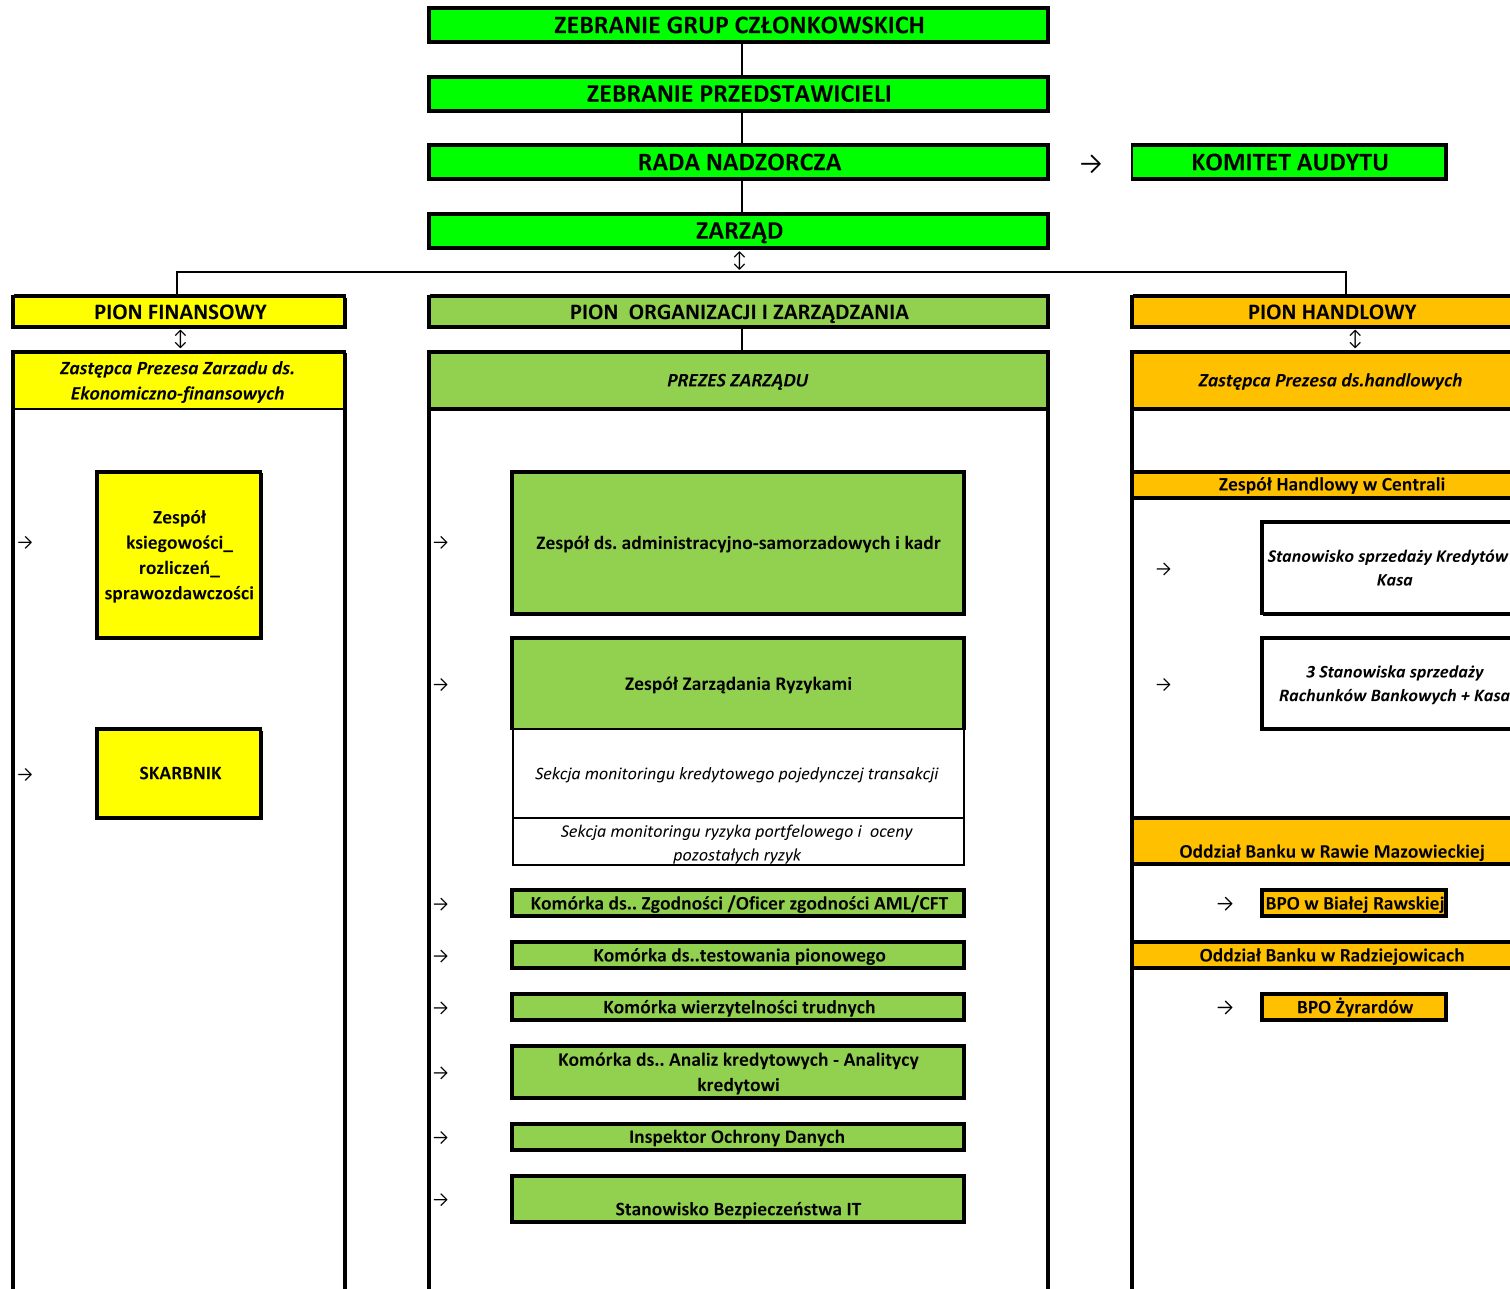 ZEBRANIE GRUP CZŁONKOWSKICH
ZEBRANIE PRZEDSTAWICIELI
RADA NADZORCZA
KOMITET AUDYTU
ZARZĄD
PION FINANSOWY
PION  ORGANIZACJI I ZARZĄDZANIA
PION HANDLOWY
Zastępca Prezesa Zarzadu ds.
Ekonomiczno-finansowych
PREZES ZARZĄDU
Zastępca Prezesa ds.handlowych
Zespół
ksiegowości_
rozliczeń_
sprawozdawczości
SKARBNIK
Zespół ds. administracyjno-samorzadowych i kadr
Zespół Zarządania Ryzykami
Sekcja monitoringu kredytowego pojedynczej transakcji
Sekcja monitoringu ryzyka portfelowego i  oceny
pozostałych ryzyk
Komórka ds.. Zgodności /Oficer zgodności AML/CFT
Komórka ds..testowania pionowego
Komórka wierzytelności trudnych
Komórka ds.. Analiz kredytowych - Analitycy
kredytowi
Inspektor Ochrony Danych
Stanowisko Bezpieczeństwa IT
Zespół Handlowy w Centrali
Stanowisko sprzedaży Kredytów
Kasa
3 Stanowiska sprzedaży
Rachunków Bankowych + Kasa
Oddział Banku w Rawie Mazowieckiej
BPO w Białej Rawskiej
Oddział Banku w Radziejowicach
BPO Żyrardów